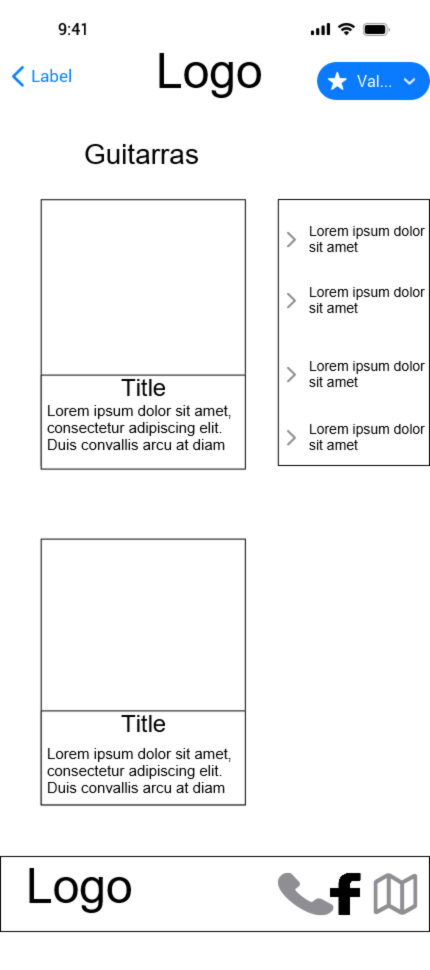 9:41
Label
Logo
Val...
Guitarras
Title
Lorem ipsum dolor sit amet,
consectetur adipiscing elit.
Duis convallis arcu at diam
Lorem ipsum dolor
sit amet
Lorem ipsum dolor
sit amet
Lorem ipsum dolor
sit amet
Lorem ipsum dolor
sit amet
Title
Lorem ipsum dolor sit amet,
consectetur adipiscing elit.
Duis convallis arcu at diam
Logo
f